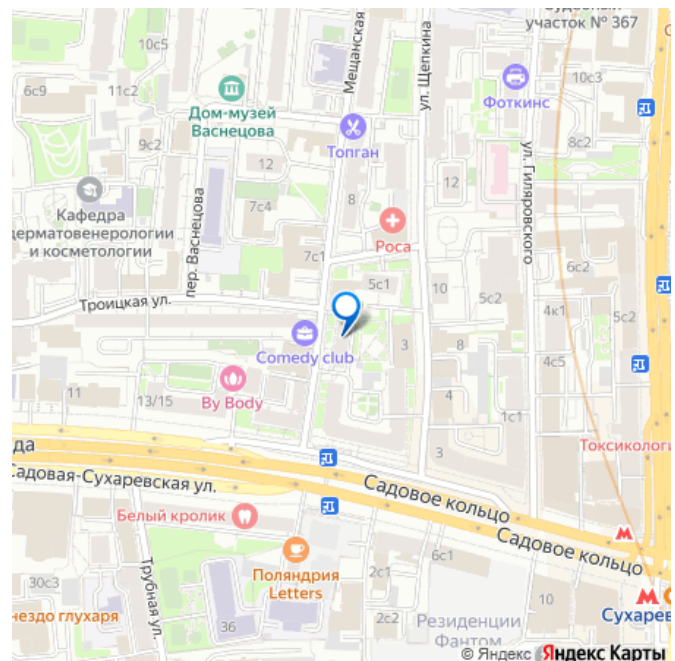 участок № 367
10с5
6с9
11с2
Дом-музей
Васнецова
Мещанская
ул. Щепкина
Фоткинс
10с3
9с2
Топган
8с2
12
12
Кафедра
дерматовенерологии
и косметологии
пер. Васнецова
7с4
8
Роса
ул. Гиляровского
7с1
6с2
Троицкая ул.
5с1
10
5с2
4к1
5с2
Comedy club
3
8
4с5
By Body
11
13/15
4
1с1
3
Токсикологи
да
Садовая-Сухаревская ул.
Садовое кольцо
Садовое кольцо
Белый кролик
Трубная ул.
Поляндрия
Letters
6с1
2с1
30с3
нездо глухаря
36
2с2
10
Сухарев
Резиденции
Фантом
© Яндекс Яндекс Карты